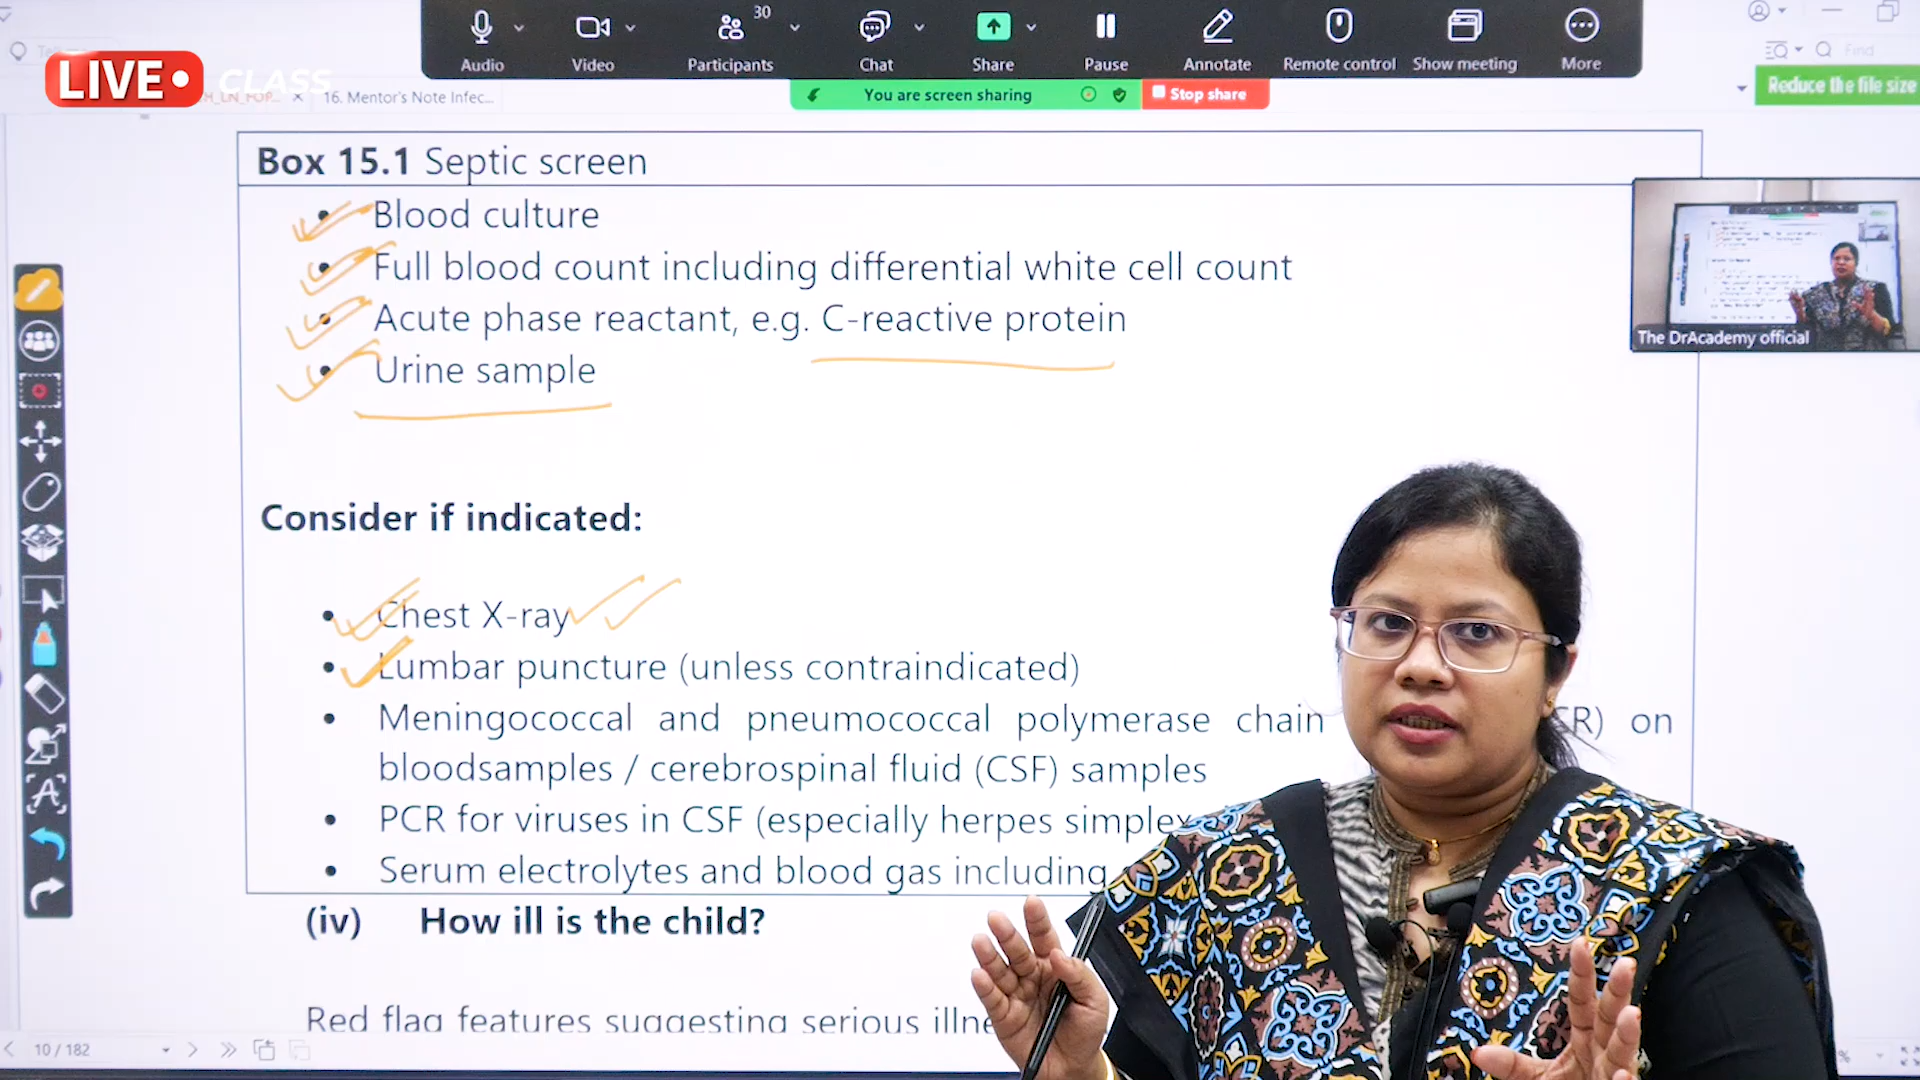 30
Audio
Video
Participants
Chat
Share
Pause
Annotate
Remote control
Show meeting
More
Find
LIVE CLASS
16. Mentor's Note Infec...
You are screen sharing
Stop share
Reduce the file size
Box 15.1 Septic screen
• Blood culture
• Full blood count including differential white cell count
• Acute phase reactant, e.g. C-reactive protein
• Urine sample
The DrAcademy official
Consider if indicated:
• Chest X-ray
• Lumbar puncture (unless contraindicated)
• Meningococcal and pneumococcal polymerase chain CR) on
bloodsamples / cerebrospinal fluid (CSF) samples
• PCR for viruses in CSF (especially herpes simplex
• Serum electrolytes and blood gas including
(iv) How ill is the child?
Red flag features suggesting serious illne
10 / 182